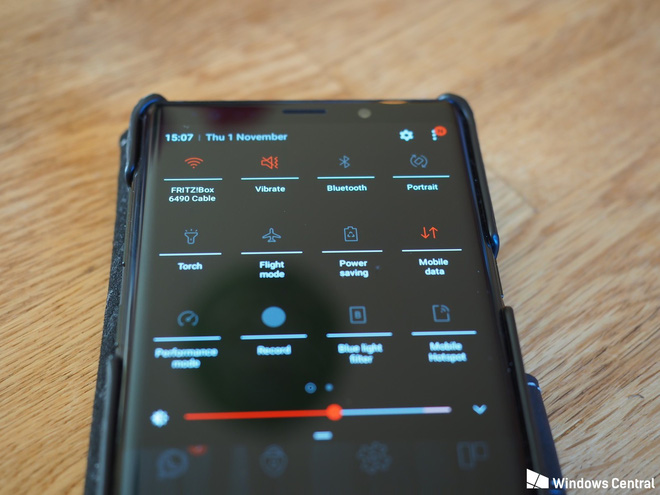 15:07 | Thu 1 November
FRITZ!Box
6490 Cable
Vibrate
Bluetooth
Portrait
Torch
Flight
mode
Power
saving
Mobile
data
Performance
mode
Record
Blue light
filter
Mobile
Hotspot
Windows Central